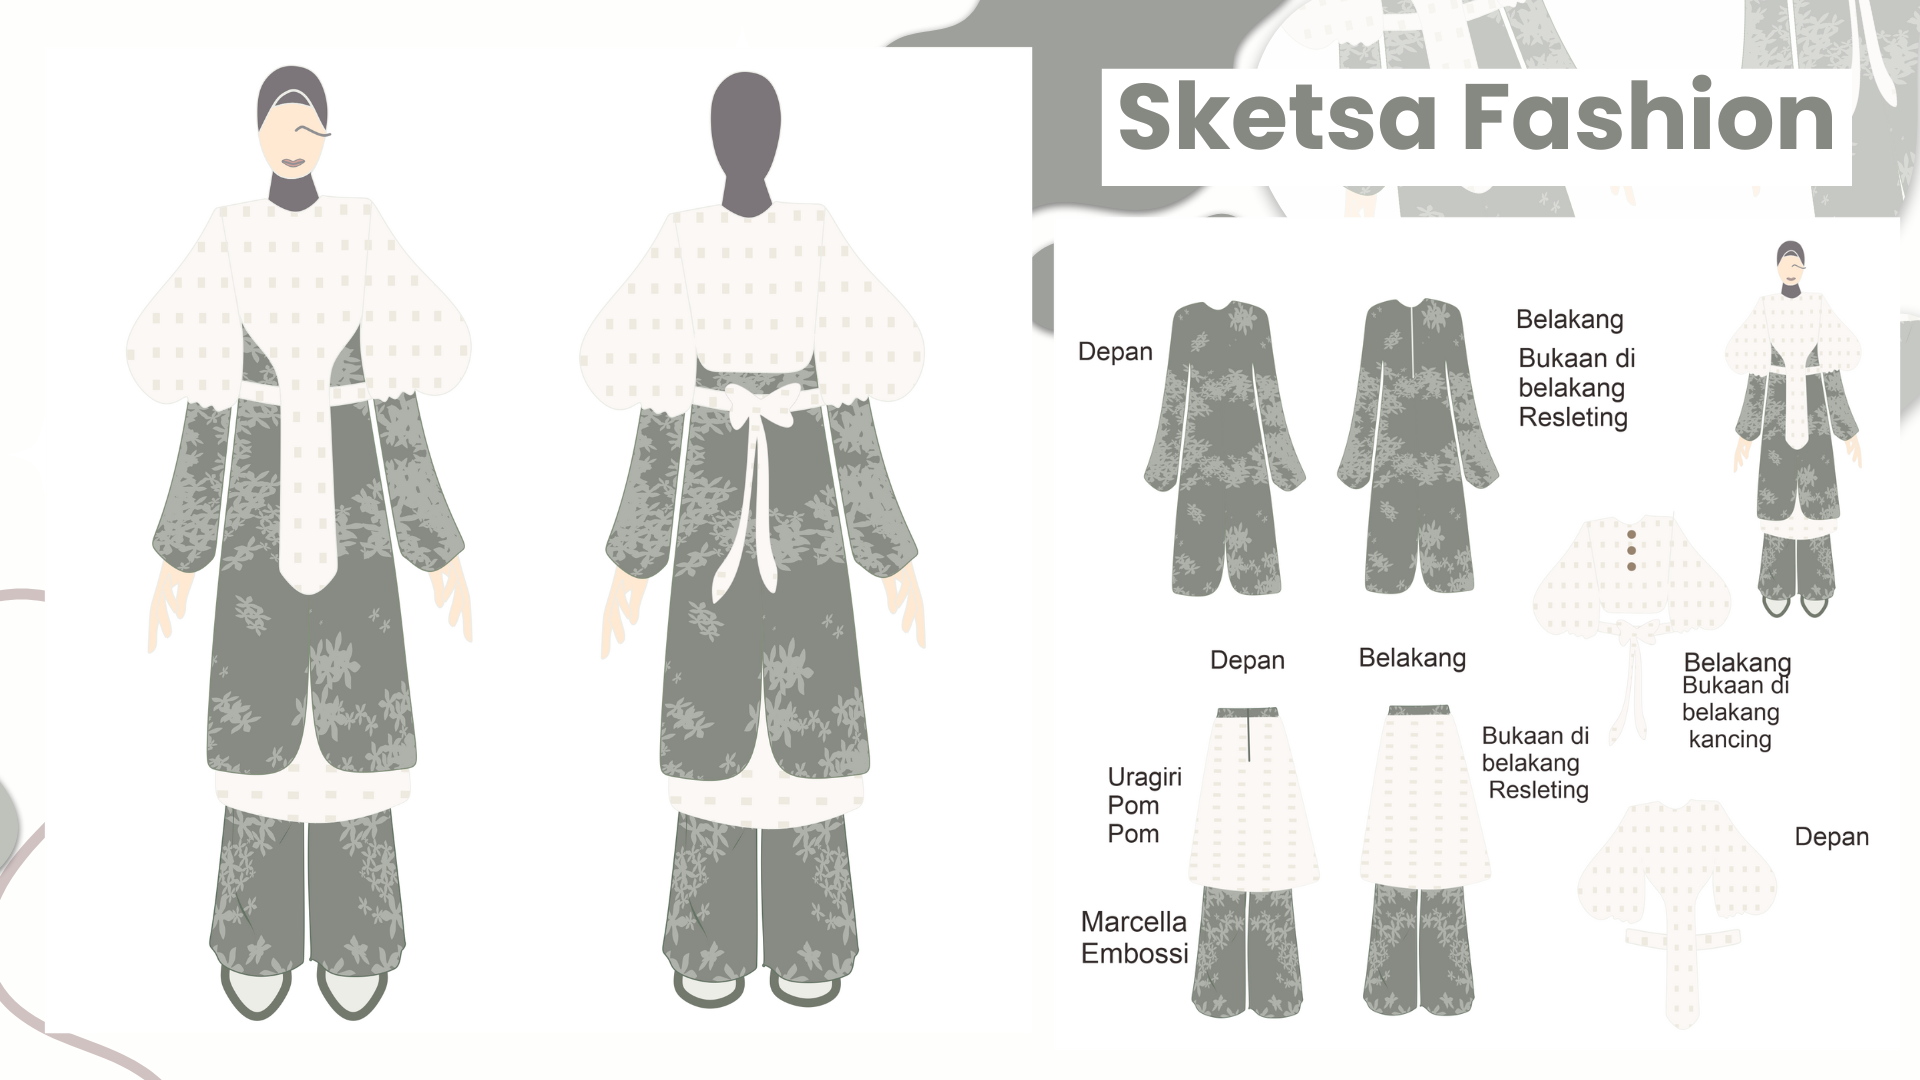 Sketsa Fashion
Depan
Belakang
Bukaan di
belakang
Resleting
Depan
Belakang
Belakang
Bukaan di
belakang
kancing
Uragiri
Pom
Pom
Bukaan di
belakang
Resleting
Depan
Marcella
Embossi